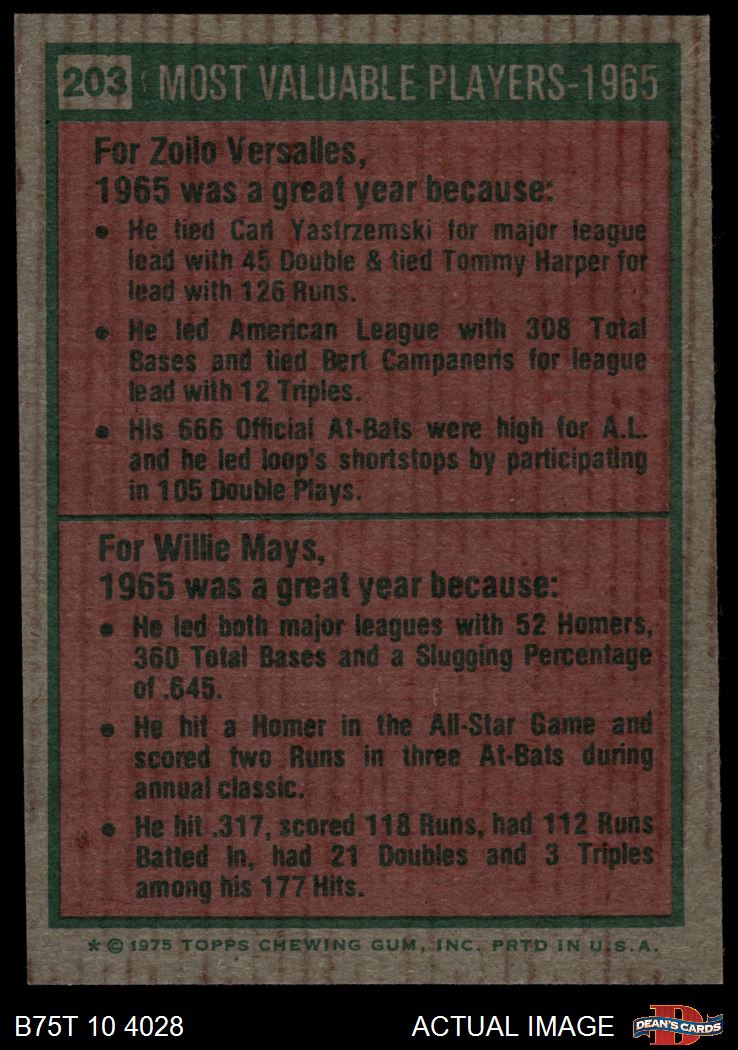 203 MOST VALUABLE PLAYERS-1965
For Zoilo Versalles,
1965 was a great year because:
• He tied Carl Yastrzemski for major league
lead with 45 Double & tied Tommy Harper for
lead with 126 Runs.
• He led American League with 308 Total
Bases and tied Bert Campaneris for league
lead with 12 Triples.
• His 666 Official At-Bats were high for A.L.
and he led loop's shortstops by participating
in 105 Double Plays.
For Willie Mays,
1965 was a great year because:
• He led both major leagues with 52 Homers,
360 Total Bases and a Slugging Percentage
of .645.
• He hit a Homer in the All-Star Game and
scored two Runs in three At-Bats during
annual classic.
• He hit .317, scored 118 Runs, had 112 Runs
Batted In, had 21 Doubles and 3 Triples
among his 177 Hits.
* © 1975 TOPPS CHEWING GUM, INC. PRTD IN U.S.A.
B75T 10 4028 ACTUAL IMAGE DEAN'S CARDS